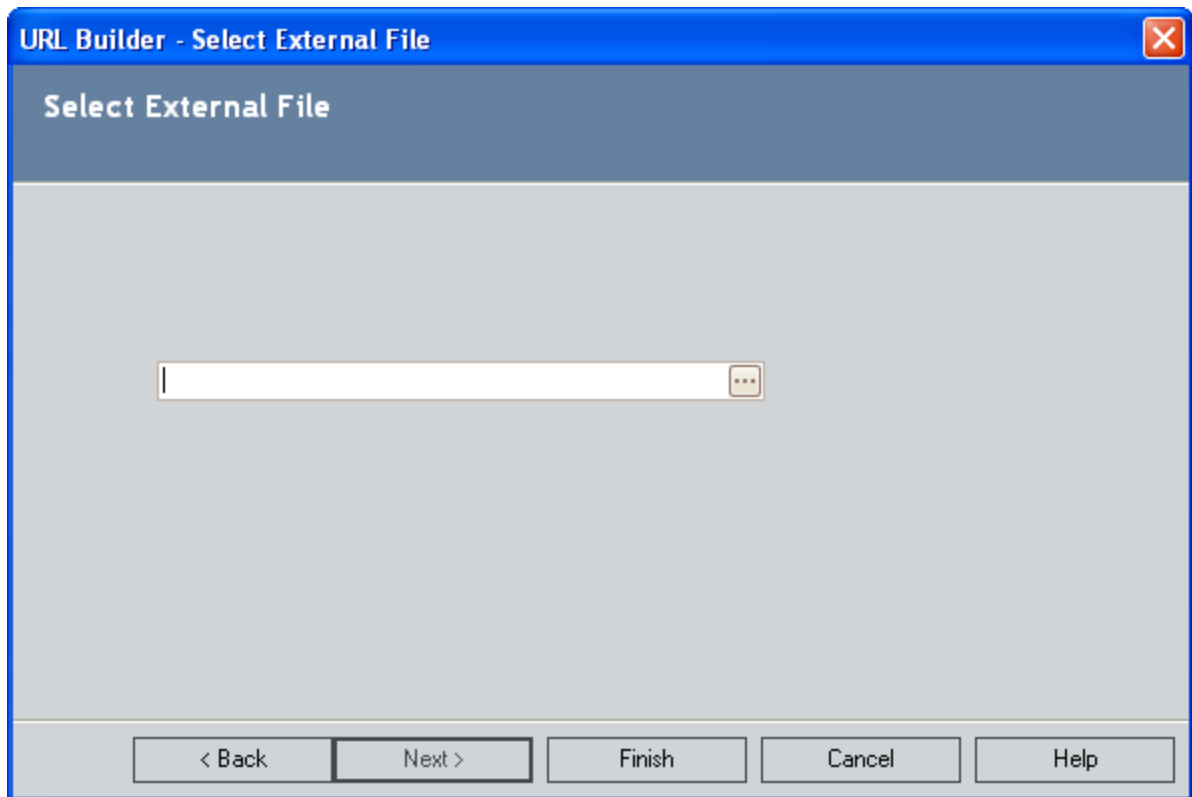 URL Builder - Select External File
Select External File
...
< Back Next > Finish Cancel Help